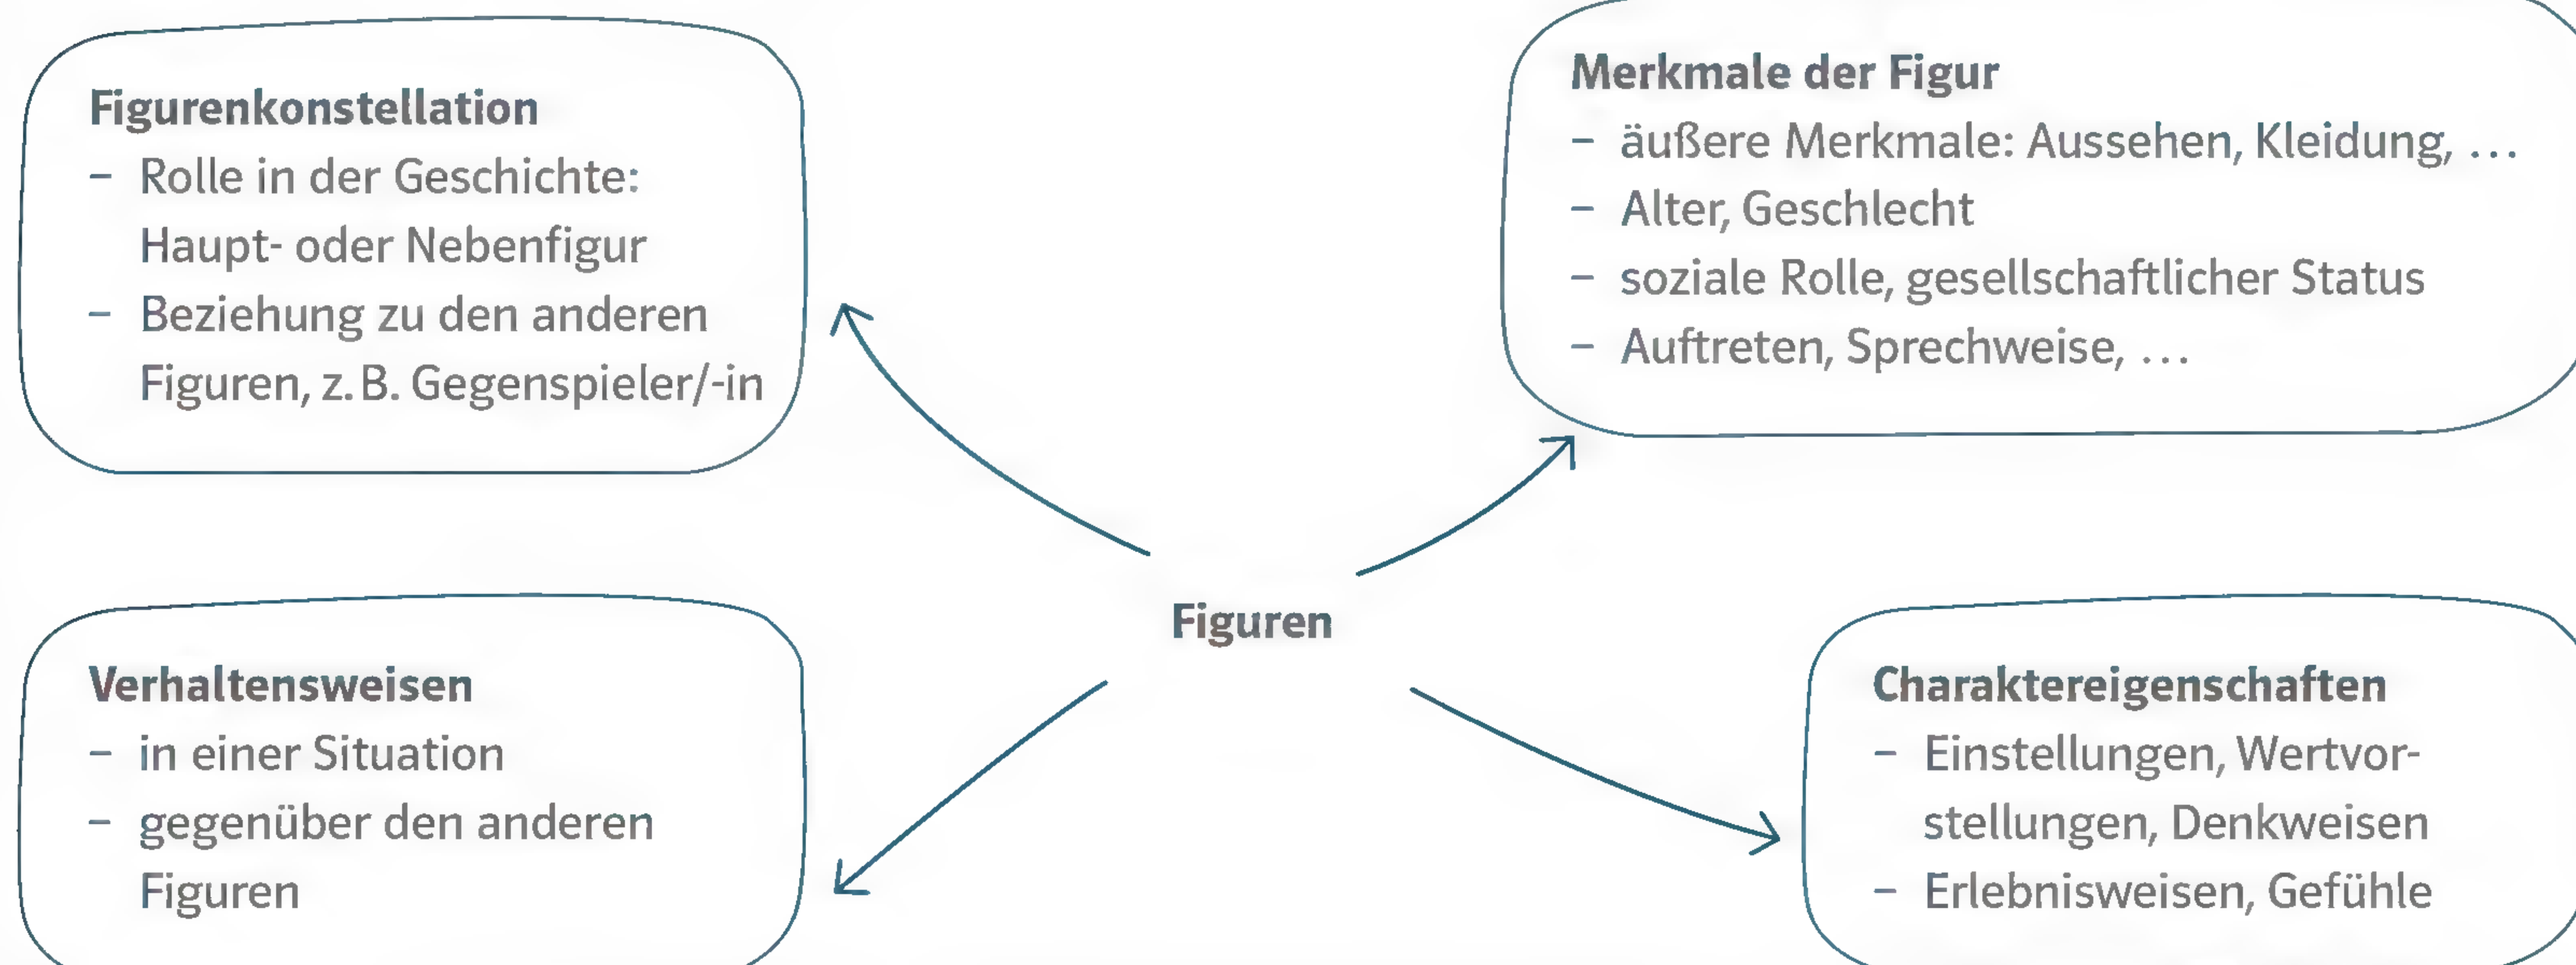 Figurenkonstellation
– Rolle in der Geschichte:
Haupt- oder Nebenfigur
– Beziehung zu den anderen
Figuren, z. B. Gegenspieler/-in
Merkmale der Figur
– äußere Merkmale: Aussehen, Kleidung, …
– Alter, Geschlecht
– soziale Rolle, gesellschaftlicher Status
– Auftreten, Sprechweise, …
Figuren
Verhaltensweisen
– in einer Situation
– gegenüber den anderen
Figuren
Charaktereigenschaften
– Einstellungen, Wertvor-
stellungen, Denkweisen
– Erlebnisweisen, Gefühle